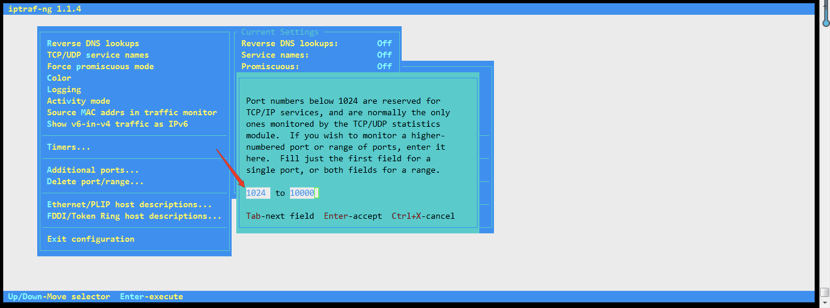 iptraf-ng 1.1.4
Reverse DNS lookups
TCP/UDP service names
Force promiscuous mode
Color
Logging
Activity mode
Source MAC addrs in traffic monitor
Show v6-in-v4 traffic as IPv6
Timers...
Additional ports...
Delete port/range...
Ethernet/PLIP host descriptions...
FDDI/Token Ring host descriptions...
Exit configuration
Current Settings
Reverse DNS lookups: Off
Service names: Off
Promiscuous: Off
Port numbers below 1024 are reserved for
TCP/IP services, and are normally the only
ones monitored by the TCP/UDP statistics
module. If you wish to monitor a higher-
numbered port or range of ports, enter it
here. Fill just the first field for a
single port, or both fields for a range.
1024 to 10000
Tab-next field Enter-accept Ctrl+X-cancel
Up/Down-Move selector Enter-execute